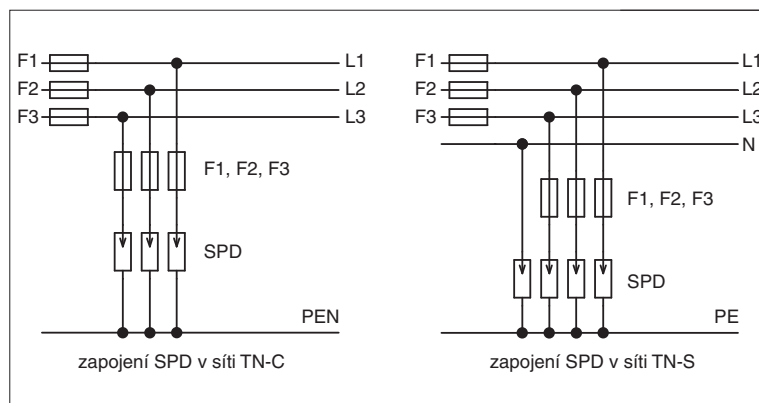 F1 L1
F2 L2
F3 L3
F1, F2, F3
SPD
PEN
zapojení SPD v síti TN-C
F1 L1
F2 L2
F3 L3
N
F1, F2, F3
SPD
PE
zapojení SPD v síti TN-S